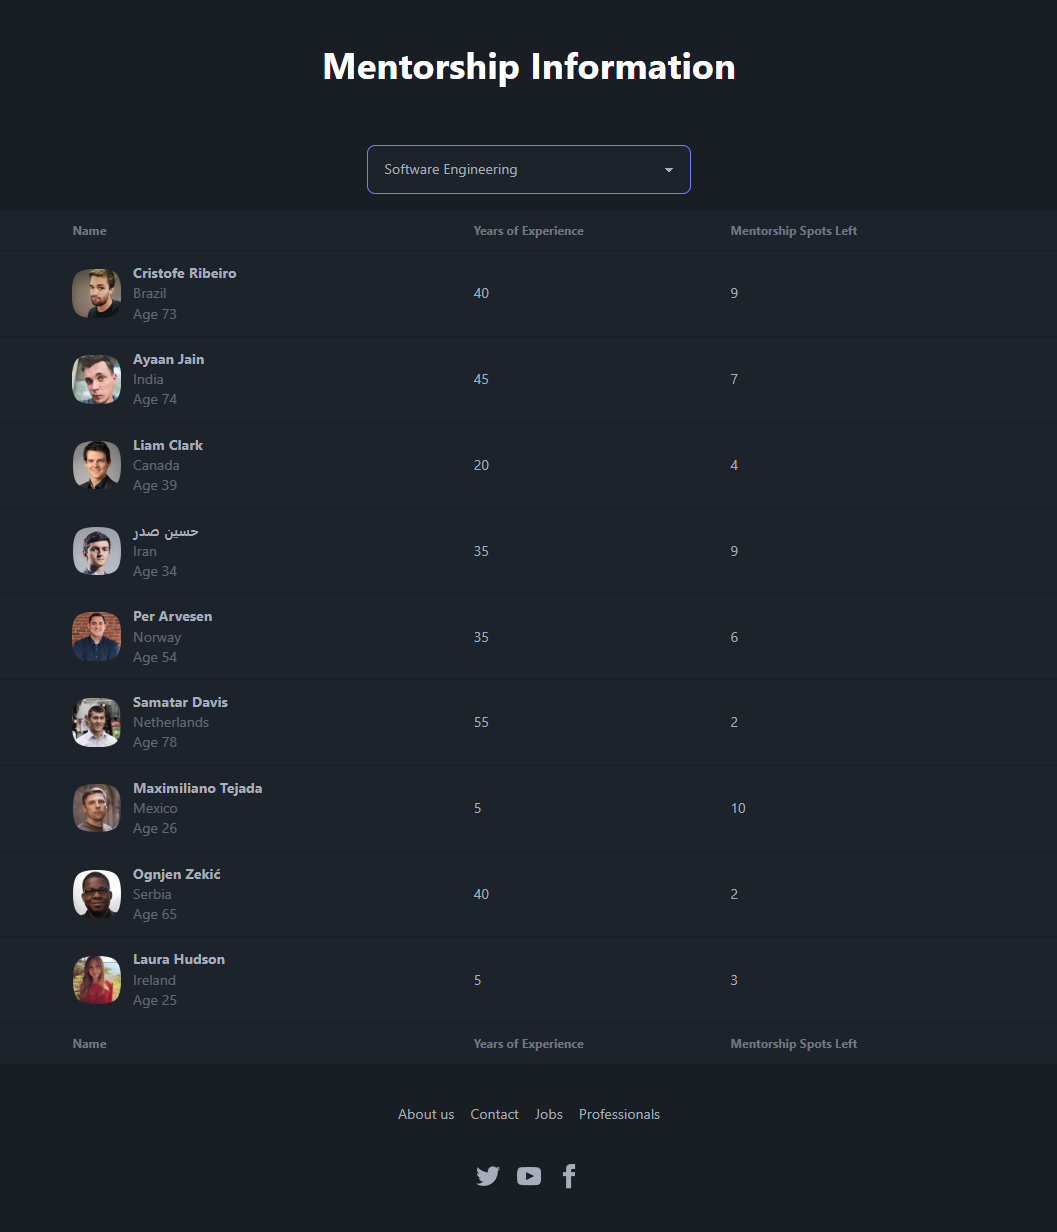 Mentorship Information
Software Engineering
Name Years of Experience Mentorship Spots Left
Cristofe Ribeiro
Brazil
Age 73
40
9
Ayaan Jain
India
Age 74
45
7
Liam Clark
Canada
Age 39
20
4
حسین صدر
Iran
Age 34
35
9
Per Arvesen
Norway
Age 54
35
6
Samatar Davis
Netherlands
Age 78
55
2
Maximiliano Tejada
Mexico
Age 26
5
10
Ognjen Zekić
Serbia
Age 65
40
2
Laura Hudson
Ireland
Age 25
5
3
Name Years of Experience Mentorship Spots Left
About us Contact Jobs Professionals